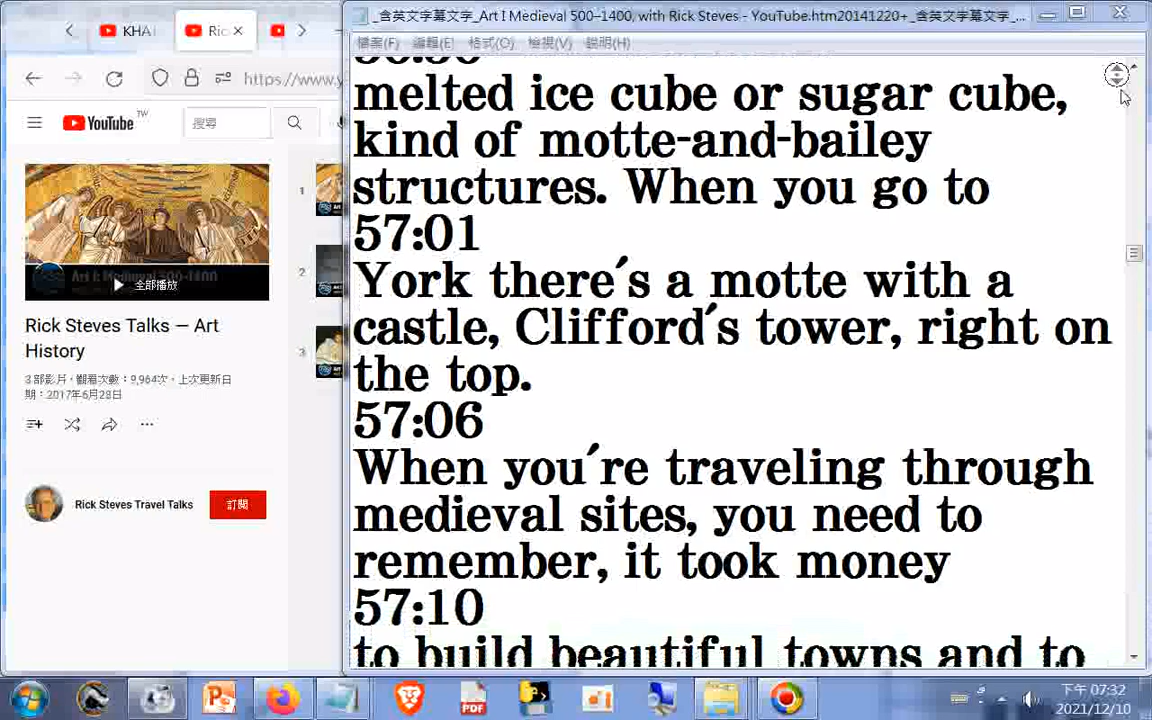 KHA
Ric
_含英文字幕文字_Art I Medieval 500–1400, with Rick Steves - YouTube.htm20141220+_含英文字幕文字_...
檔案(F) 編輯(E) 格式(O) 檢視(V) 說明(H)
https://www.y
YouTube TW
搜尋
Art I: Medieval 500-1400
全部播放
Rick Steves Talks — Art
History
3 部影片 · 觀看次數：9,964次 · 上次更新日
期：2017年6月28日
Rick Steves Travel Talks
訂閱
1
2
3
melted ice cube or sugar cube,
kind of motte-and-bailey
structures. When you go to
57:01
York there's a motte with a
castle, Clifford's tower, right on
the top.
57:06
When you're traveling through
medieval sites, you need to
remember, it took money
57:10
to build beautiful towns and to
PDF
下午 07:32
2021/12/10